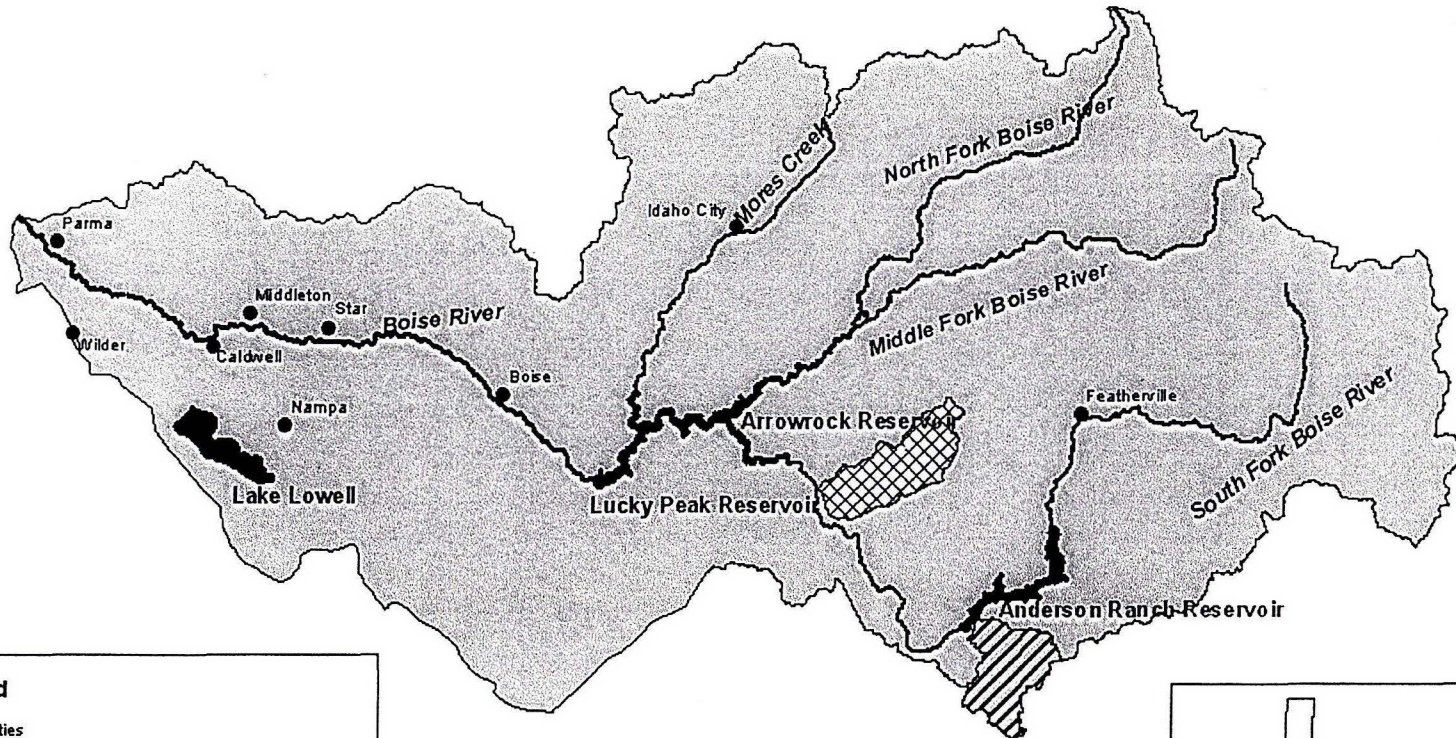 North Fork Boise River
Mores Creek
Idaho City
Parma
Middleton
Star
Boise River
Middle Fork Boise River
Wilder
Caldwell
Boise
Featherville
Nampa
Arrowrock Reservoir
South Fork Boise River
Lake Lowell
Lucky Peak Reservoir
Anderson Ranch Reservoir